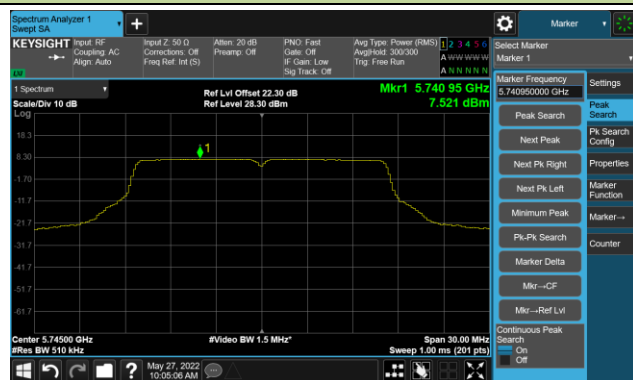 Spectrum Analyzer 1
Swept SA
Marker
KEYSIGHT
Input: RF
Coupling: AC
Align: Auto
Input Z: 50 Ω
Corrections: Off
Freq Ref: Int (S)
Atten: 20 dB
Preamp: Off
PNO: Fast
Gate: Off
IF Gain: Low
Sig Track: Off
Avg Type: Power (RMS)
Avg|Hold: 300/300
Trig: Free Run
1 2 3 4 5 6
A W W W W W
A N N N N N
Select Marker
Marker 1
LXI
1 Spectrum
Scale/Div 10 dB
Log
Ref Lvl Offset 22.30 dB
Ref Level 28.30 dBm
Mkr1 5.740 95 GHz
7.521 dBm
18.3
8.30
-1.70
-11.7
-21.7
-31.7
-41.7
-51.7
-61.7
1
Center 5.74500 GHz
#Res BW 510 kHz
#Video BW 1.5 MHz*
Span 30.00 MHz
Sweep 1.00 ms (201 pts)
Marker Frequency
5.740950000 GHz
Peak Search
Next Peak
Next Pk Right
Next Pk Left
Minimum Peak
Pk-Pk Search
Marker Delta
Mkr→CF
Mkr→Ref Lvl
Continuous Peak
Search
On
Off
Settings
Peak
Search
Pk Search
Config
Properties
Marker
Function
Marker→
Counter
?
May 27, 2022
10:05:06 AM